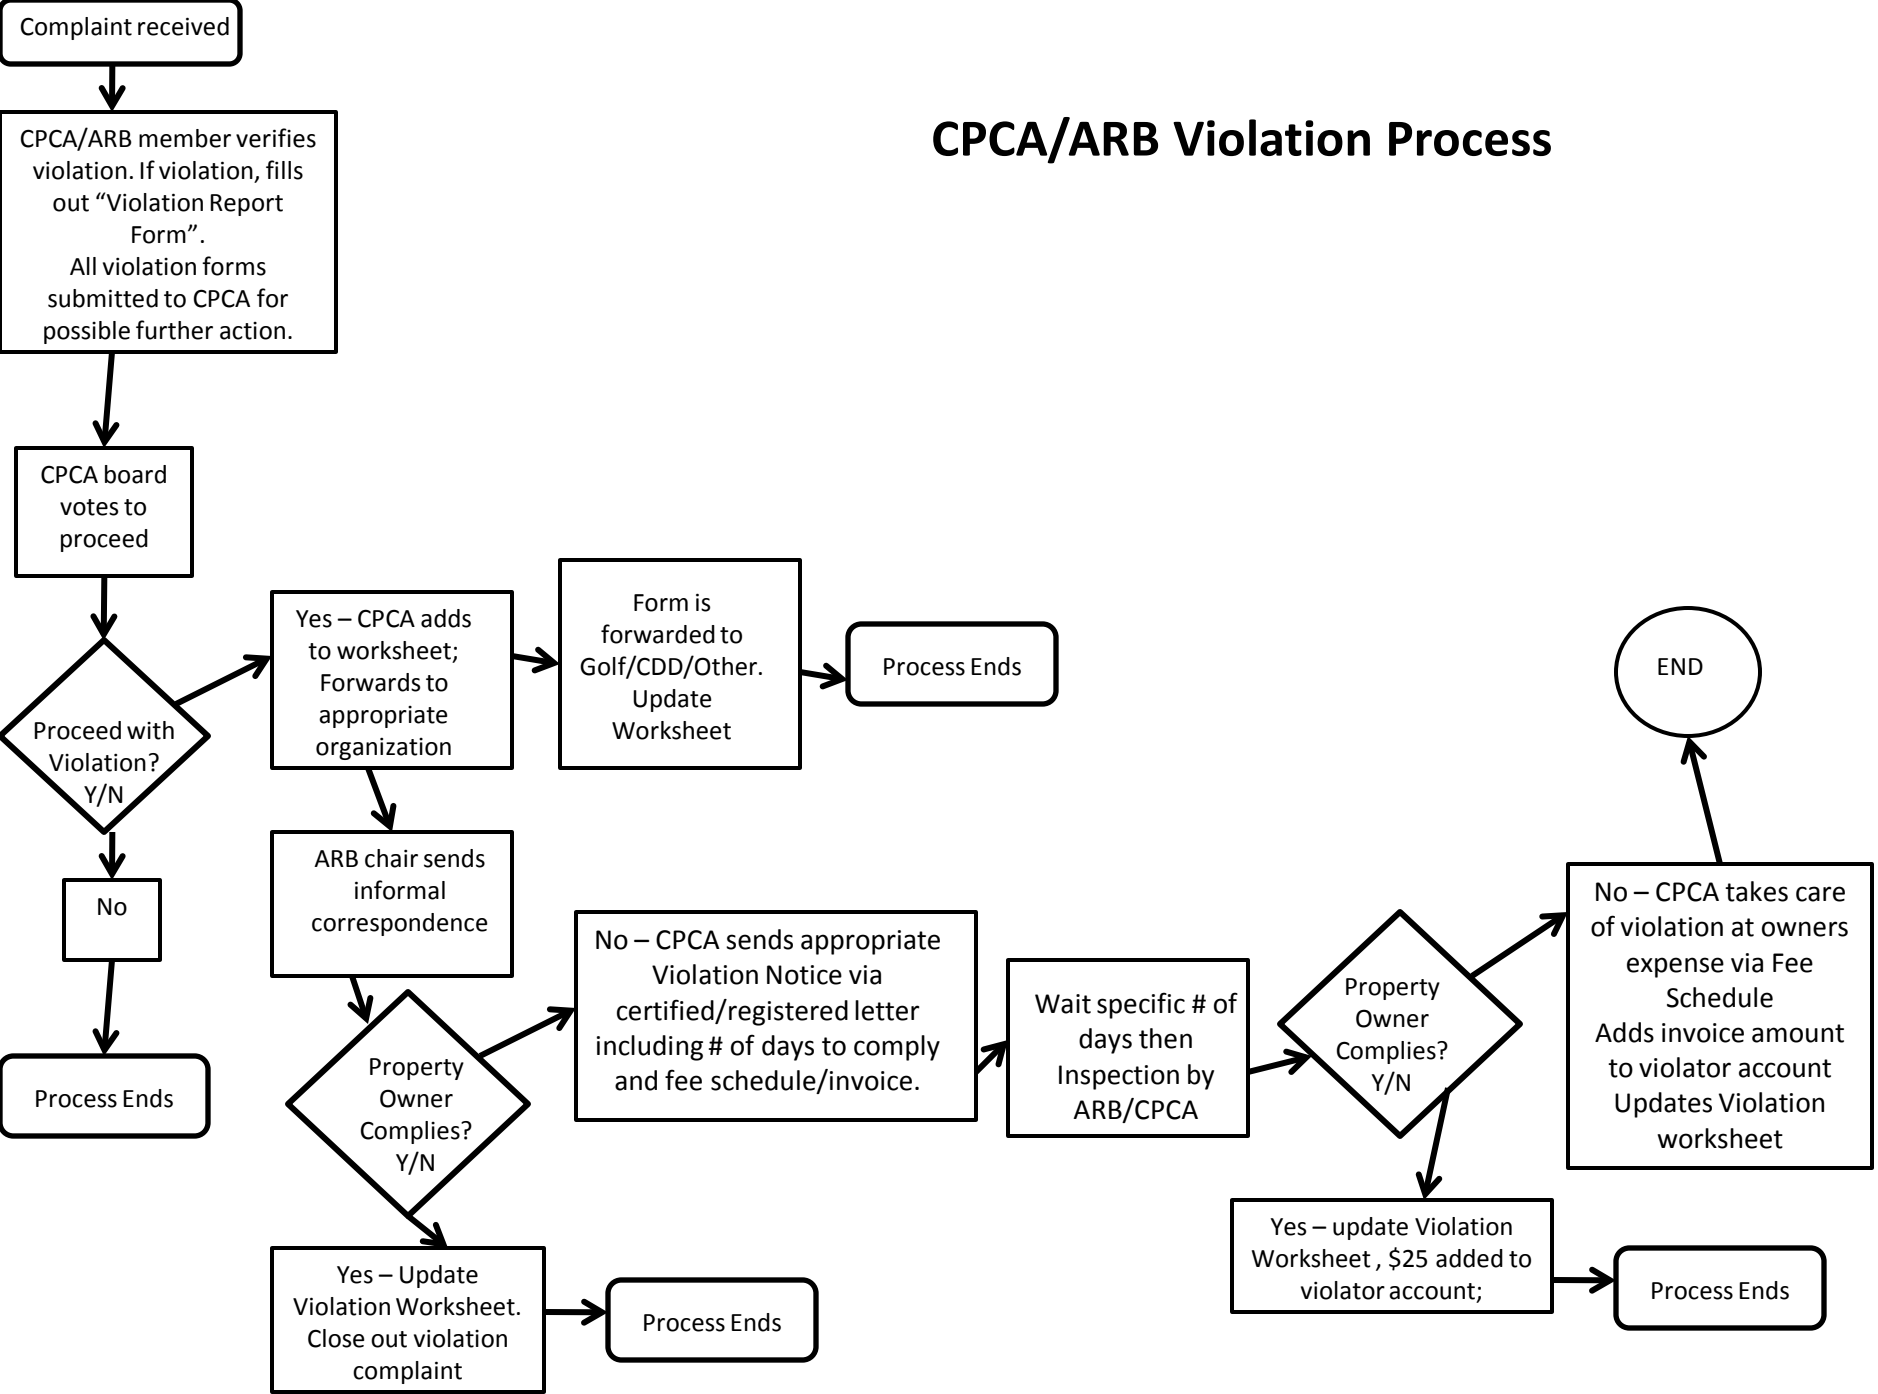 Complaint received
CPCA/ARB Violation Process
CPCA/ARB member verifies
violation. If violation, fills
out “Violation Report
Form”.
All violation forms
submitted to CPCA for
possible further action.
CPCA board
votes to
proceed
Proceed with
Violation?
Y/N
No
Process Ends
Yes – CPCA adds
to worksheet;
Forwards to
appropriate
organization
Form is
forwarded to
Golf/CDD/Other.
Update
Worksheet
Process Ends
ARB chair sends
informal
correspondence
Property
Owner
Complies?
Y/N
Yes – Update
Violation Worksheet.
Close out violation
complaint
Process Ends
No – CPCA sends appropriate
Violation Notice via
certified/registered letter
including # of days to comply
and fee schedule/invoice.
Wait specific # of
days then
Inspection by
ARB/CPCA
Property
Owner
Complies?
Y/N
Yes – update Violation
Worksheet , $25 added to
violator account;
Process Ends
No – CPCA takes care
of violation at owners
expense via Fee
Schedule
Adds invoice amount
to violator account
Updates Violation
worksheet
END